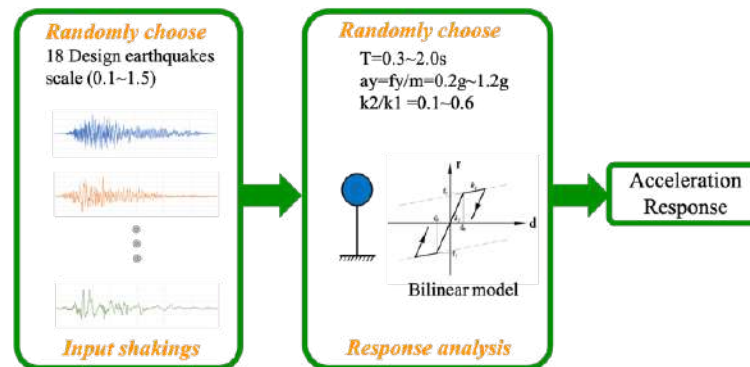 Randomly choose
18 Design earthquakes
scale (0.1~1.5)
Input shakings
Randomly choose
T=0.3~2.0s
ay=fy/m=0.2g~1.2g
k2/k1 =0.1~0.6
r
d
Bilinear model
Response analysis
Acceleration
Response